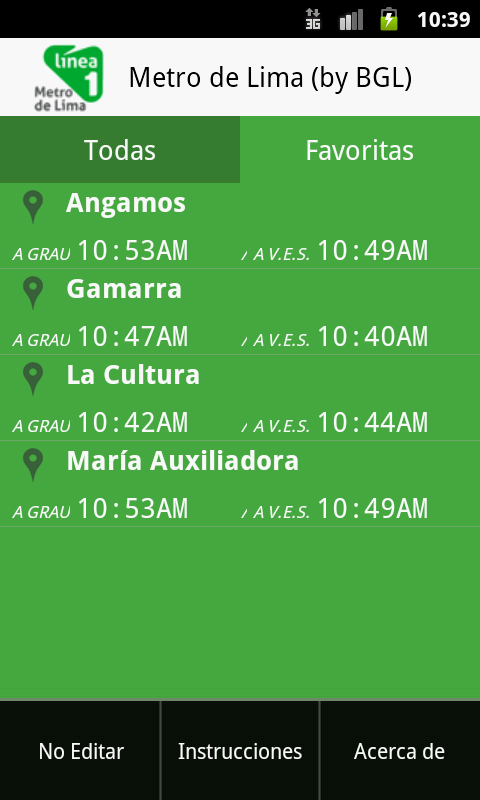 3G 10:39
línea 1
Metro de Lima
Metro de Lima (by BGL)
Todas Favoritas
Angamos
A GRAU 10:53AM / A V.E.S. 10:49AM
Gamarra
A GRAU 10:47AM / A V.E.S. 10:40AM
La Cultura
A GRAU 10:42AM / A V.E.S. 10:44AM
María Auxiliadora
A GRAU 10:53AM / A V.E.S. 10:49AM
No Editar Instrucciones Acerca de